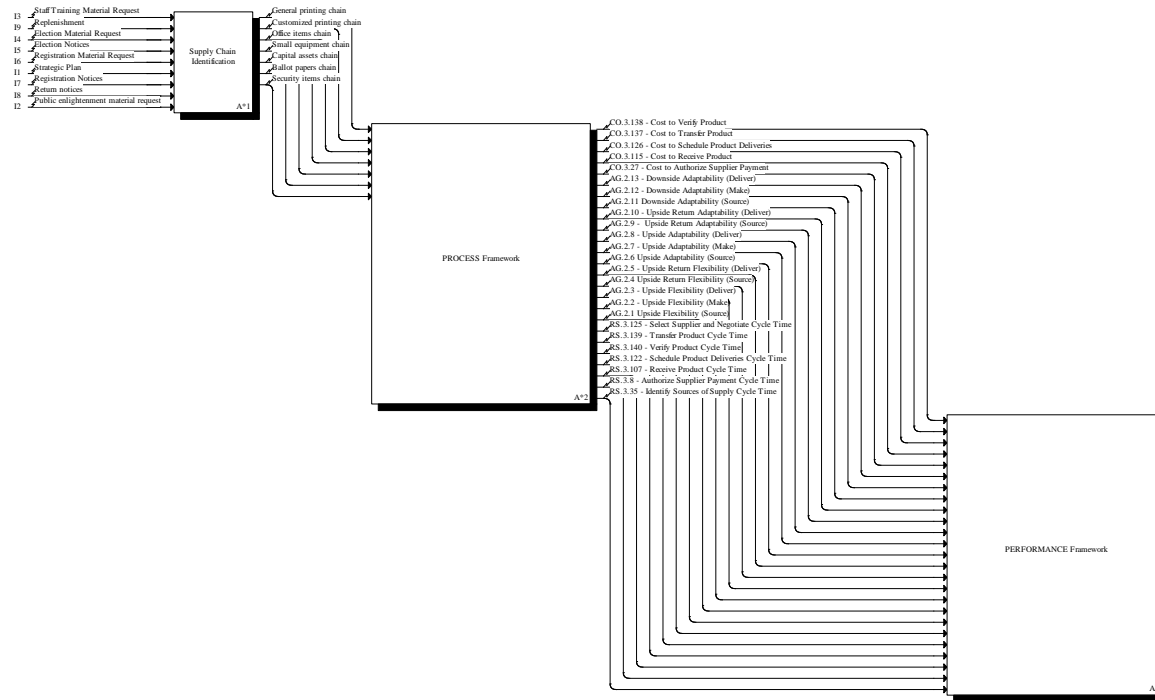 I3 Staff Training Material Request
I9 Replenishment
I4 Election Material Request
I5 Election Notices
I6 Registration Material Request
I1 Strategic Plan
I7 Registration Notices
I8 Return notices
I2 Public enlightenment material request
Supply Chain
Identification
A*1
General printing chain
Customized printing chain
Office items chain
Small equipment chain
Capital assets chain
Ballot papers chain
Security items chain
PROCESS Framework
A*2
CO.3.138 - Cost to Verify Product
CO.3.137 - Cost to Transfer Product
CO.3.126 - Cost to Schedule Product Deliveries
CO.3.115 - Cost to Receive Product
CO.3.27 - Cost to Authorize Supplier Payment
AG.2.13 - Downside Adaptability (Deliver)
AG.2.12 - Downside Adaptability (Make)
AG.2.11 Downside Adaptability (Source)
AG.2.10 - Upside Return Adaptability (Deliver)
AG.2.9 - Upside Return Adaptability (Source)
AG.2.8 - Upside Adaptability (Deliver)
AG.2.7 - Upside Adaptability (Make)
AG.2.6 Upside Adaptability (Source)
AG.2.5 - Upside Return Flexibility (Deliver)
AG.2.4 Upside Return Flexibility (Source)
AG.2.3 - Upside Flexibility (Deliver)
AG.2.2 - Upside Flexibility (Make)
AG.2.1 Upside Flexibility (Source)
RS.3.125 - Select Supplier and Negotiate Cycle Time
RS.3.139 - Transfer Product Cycle Time
RS.3.140 - Verify Product Cycle Time
RS.3.122 - Schedule Product Deliveries Cycle Time
RS.3.107 - Receive Product Cycle Time
RS.3.8 - Authorize Supplier Payment Cycle Time
RS.3.35 - Identify Sources of Supply Cycle Time
PERFORMANCE Framework
A